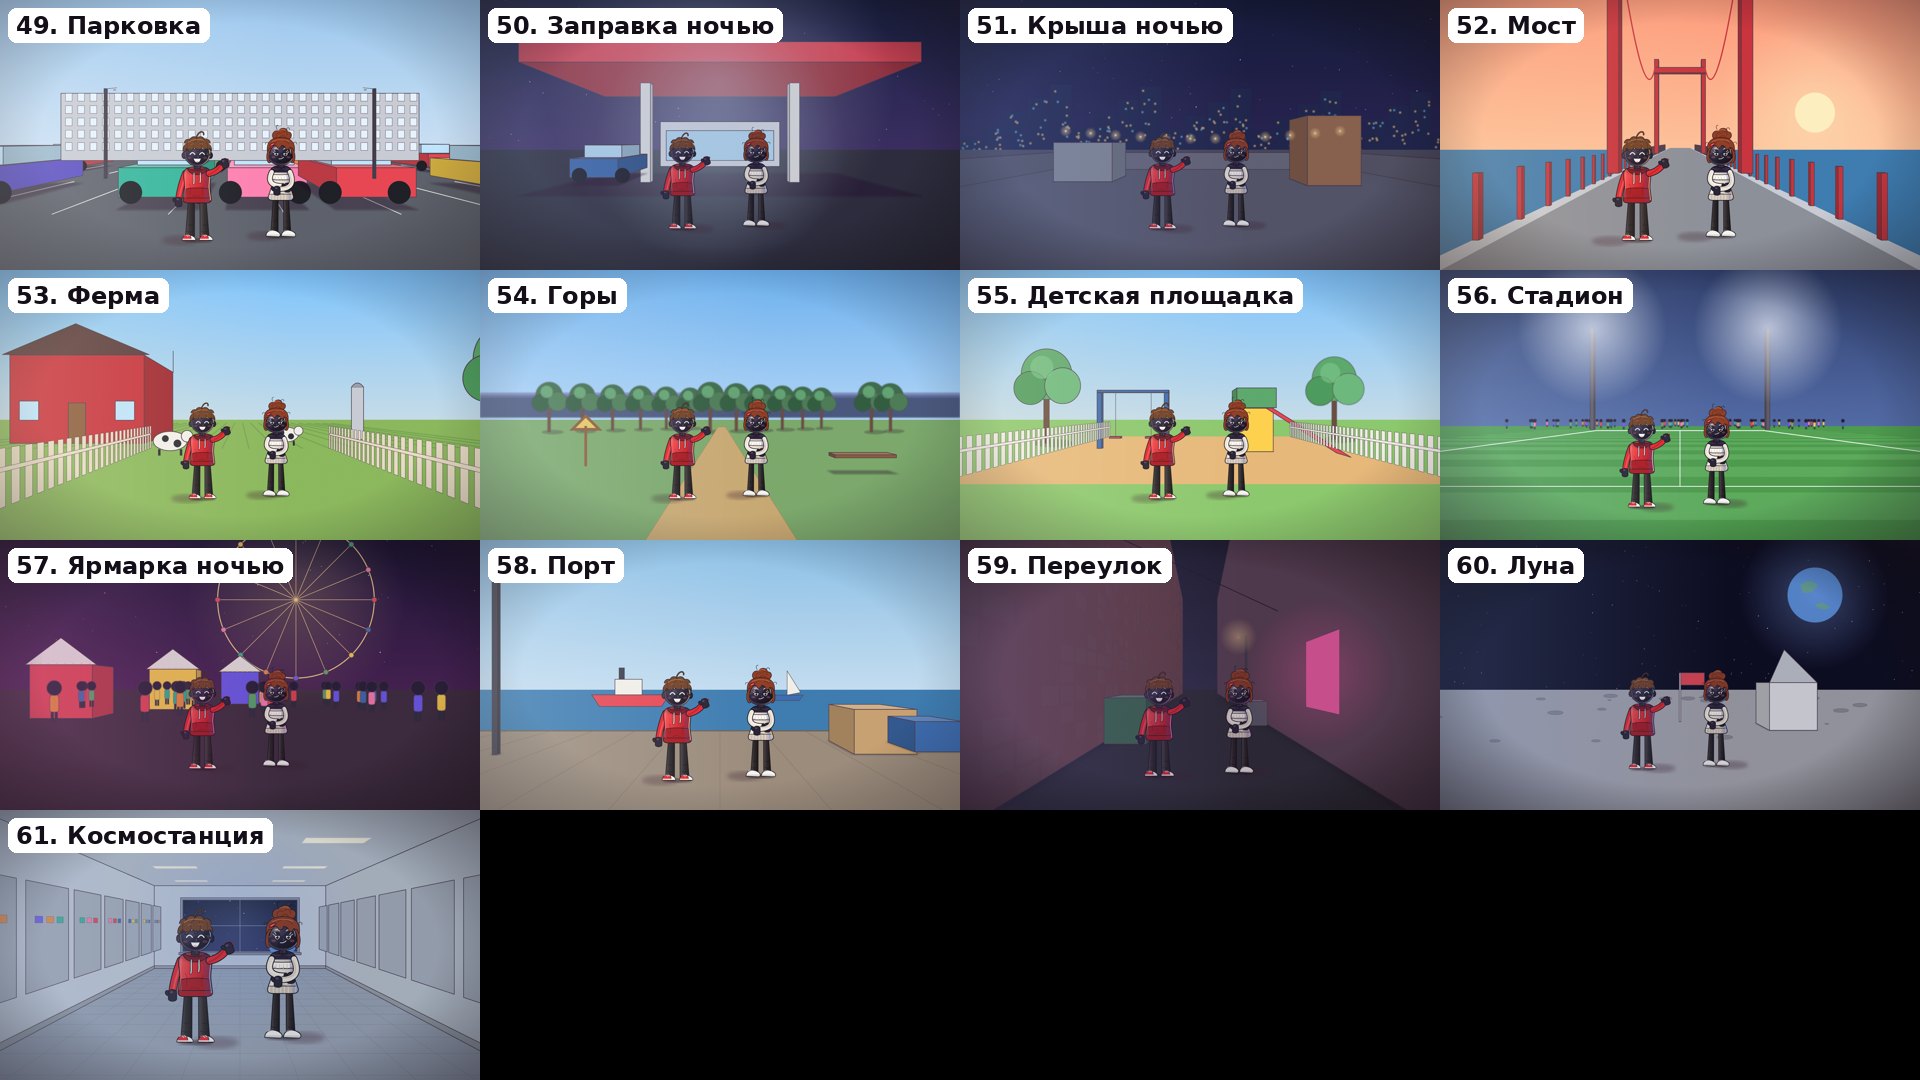 49. Парковка
50. Заправка ночью
51. Крыша ночью
52. Мост
53. Ферма
54. Горы
55. Детская площадка
56. Стадион
57. Ярмарка ночью
58. Порт
59. Переулок
60. Луна
61. Космостанция